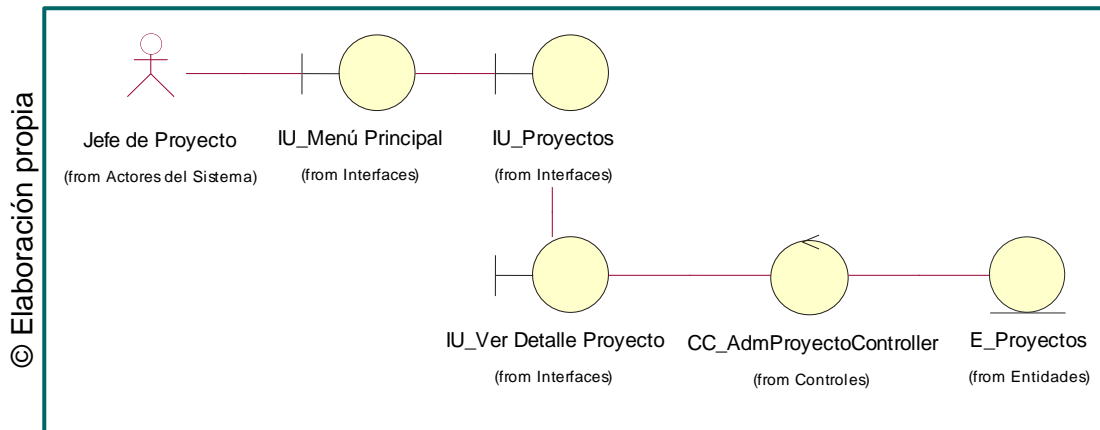 © Elaboración propia
Jefe de Proyecto
(from Actores del Sistema)
IU_Menú Principal
(from Interfaces)
IU_Proyectos
(from Interfaces)
IU_Ver Detalle Proyecto
(from Interfaces)
CC_AdmProyectoController
(from Controles)
E_Proyectos
(from Entidades)